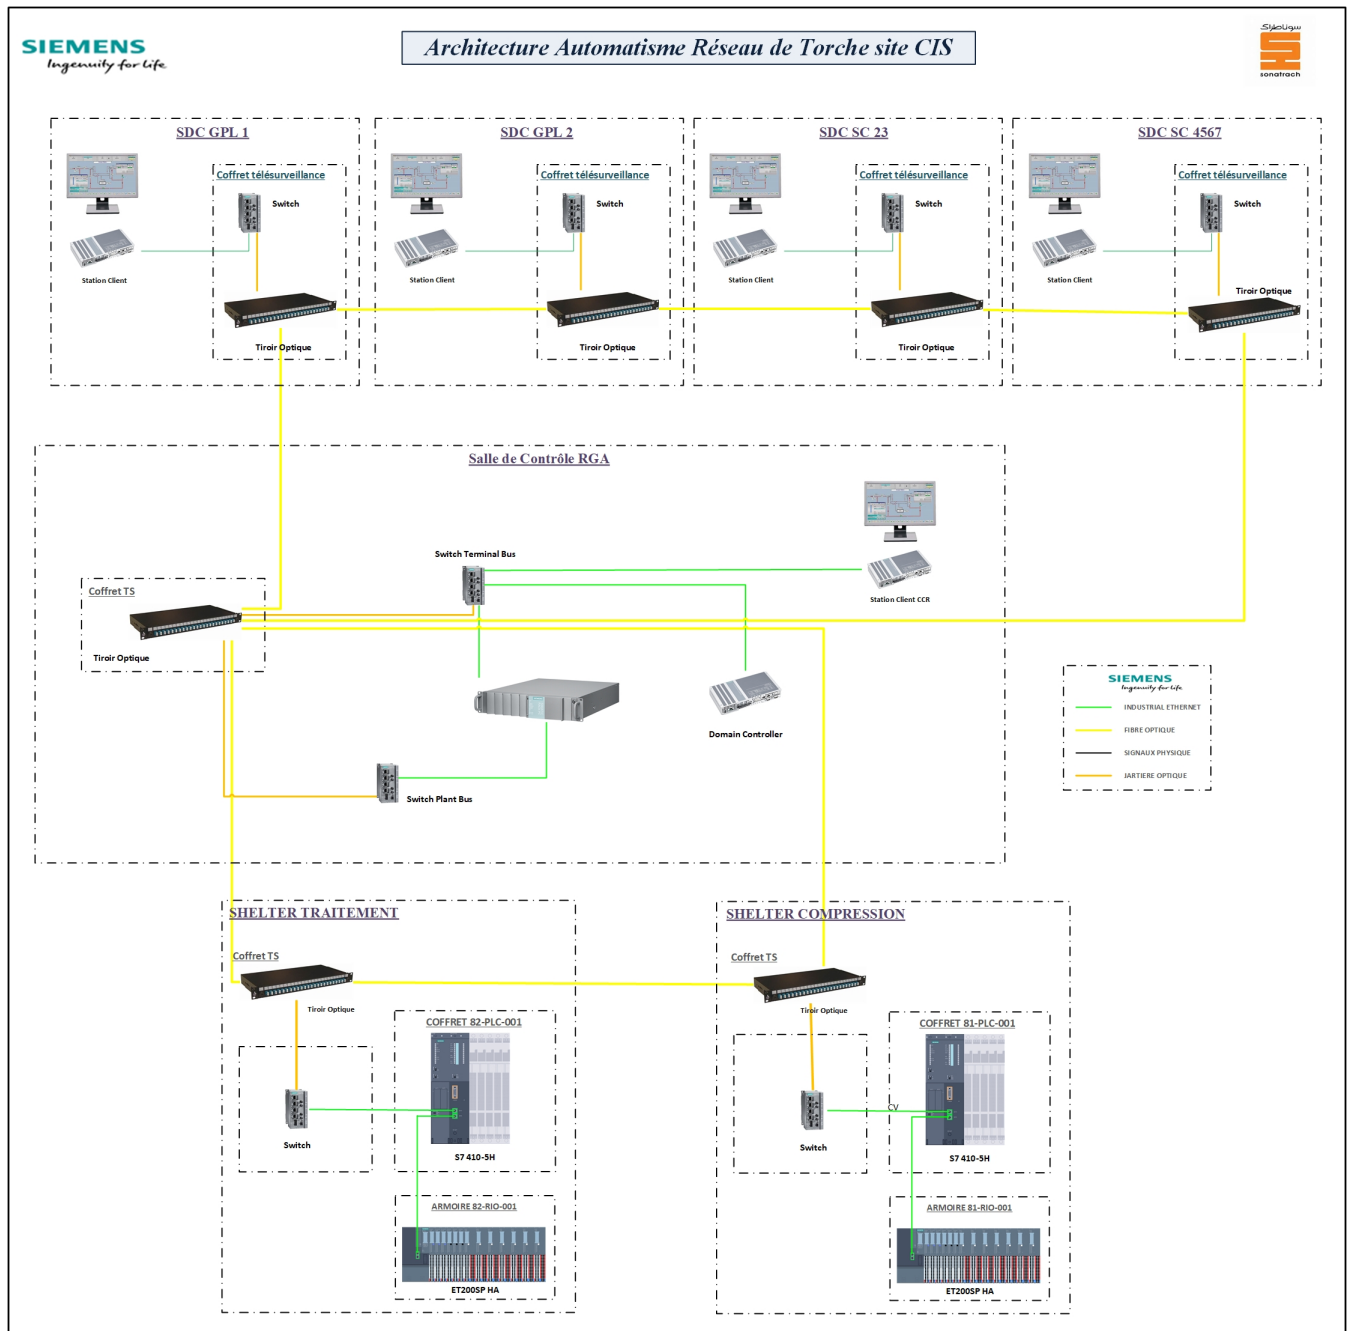 SIEMENS
Ingenuity for life
Architecture Automatisme Réseau de Torche site CIS
سوناطراك
sonatrach
SDC GPL 1
Coffret télésurveillance
Switch
Station Client
Tiroir Optique
SDC GPL 2
Coffret télésurveillance
Switch
Station Client
Tiroir Optique
SDC SC 23
Coffret télésurveillance
Switch
Station Client
Tiroir Optique
SDC SC 4567
Coffret télésurveillance
Switch
Station Client
Tiroir Optique
Salle de Contrôle RGA
Switch Terminal Bus
Station Client CCR
Coffret TS
Tiroir Optique
Domain Controller
Switch Plant Bus
SIEMENS
Ingenuity for life
INDUSTRIAL ETHERNET
FIBRE OPTIQUE
SIGNAUX PHYSIQUE
JARTIERE OPTIQUE
SHELTER TRAITEMENT
Coffret TS
Tiroir Optique
COFFRET 82-PLC-001
Switch
S7 410-5H
ARMOIRE 82-RIO-001
ET200SP HA
SHELTER COMPRESSION
Coffret TS
Tiroir Optique
COFFRET 81-PLC-001
CV
Switch
S7 410-5H
ARMOIRE 81-RIO-001
ET200SP HA